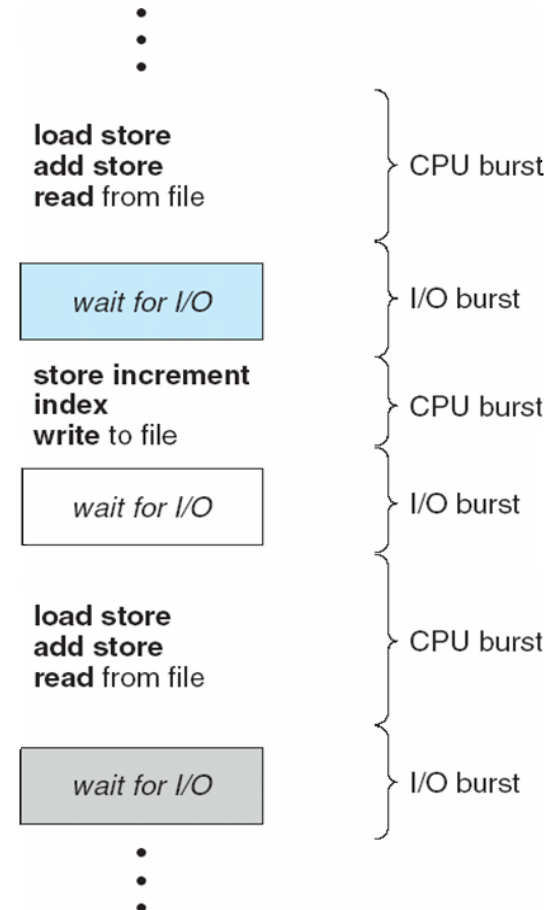 load store
add store
read from file
CPU burst
wait for I/O
I/O burst
store increment
index
write to file
CPU burst
wait for I/O
I/O burst
load store
add store
read from file
CPU burst
wait for I/O
I/O burst